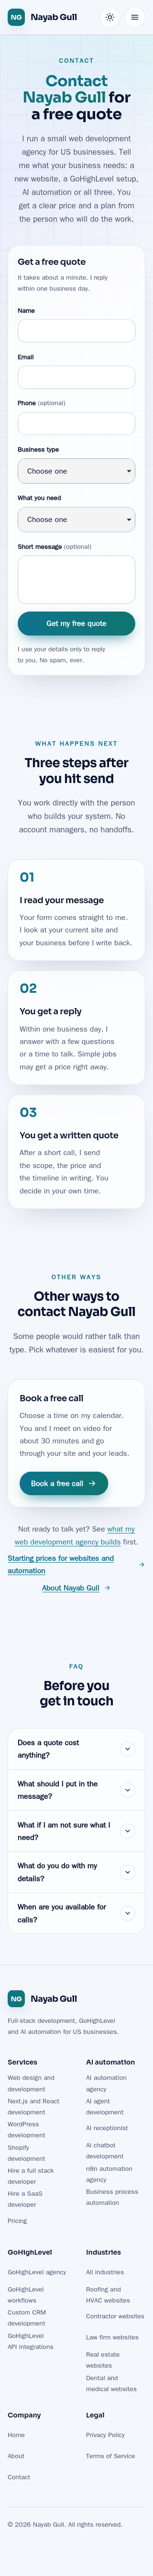 NG Nayab Gull
CONTACT
Contact
Nayab Gull for
a free quote
I run a small web development
agency for US businesses. Tell
me what your business needs: a
new website, a GoHighLevel setup,
AI automation or all three. You
get a clear price and a plan from
the person who will do the work.
Get a free quote
It takes about a minute, I reply
within one business day.
Name
Email
Phone (optional)
Business type
Choose one
What you need
Choose one
Short message (optional)
Get my free quote
I use your details only to reply
to you. No spam, ever.
WHAT HAPPENS NEXT
Three steps after
you hit send
You work directly with the person
who builds your system. No
account managers, no handoffs.
01
I read your message
Your form comes straight to me.
I look at your current site and
your business before I write back.
02
You get a reply
Within one business day, I
answer with a few questions
or a time to talk. Simple jobs
may get a price right away.
03
You get a written quote
After a short call, I send
the scope, the price and
the timeline in writing. You
decide in your own time.
OTHER WAYS
Other ways to
contact Nayab Gull
Some people would rather talk than
type. Pick whatever is easiest for you.
Book a free call
Choose a time on my calendar.
You and I meet on video for
about 30 minutes and go
through your site and your leads.
Book a free call →
Not ready to talk yet? See what my
web development agency builds first.
Starting prices for websites and
automation →
About Nayab Gull →
FAQ
Before you
get in touch
Does a quote cost
anything?
What should I put in the
message?
What if I am not sure what I
need?
What do you do with my
details?
When are you available for
calls?
NG Nayab Gull
Full-stack development, GoHighLevel
and AI automation for US businesses.
Services
Web design and
development
Next.js and React
development
WordPress
development
Shopify
development
Hire a full stack
developer
Hire a SaaS
developer
Pricing
AI automation
AI automation
agency
AI agent
development
AI receptionist
AI chatbot
development
n8n automation
agency
Business process
automation
GoHighLevel
GoHighLevel agency
GoHighLevel
workflows
Custom CRM
development
GoHighLevel
API integrations
Industries
All industries
Roofing and
HVAC websites
Contractor websites
Law firm websites
Real estate
websites
Dental and
medical websites
Company
Home
About
Contact
Legal
Privacy Policy
Terms of Service
© 2026 Nayab Gull. All rights reserved.